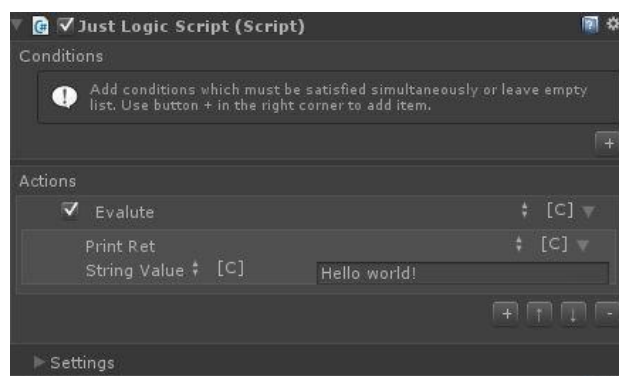 Just Logic Script (Script)
Conditions
Add conditions which must be satisfied simultaneously or leave empty
list. Use button + in the right corner to add item.
+
Actions
Evalute [C]
Print Ret [C]
String Value [C] Hello world!
+ ↑ ↓ -
Settings